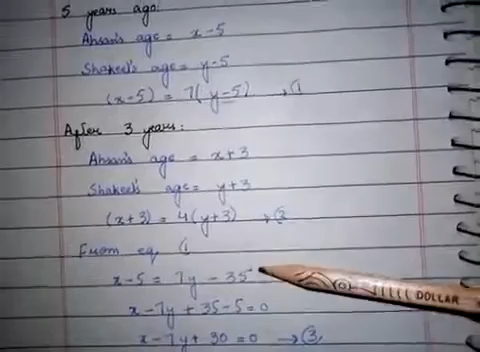 5 years ago:
Ahsan's age = x-5
Shakeel's age = y-5
(x-5) = 7(y-5) →①
After 3 years:
Ahsan's age = x+3
Shakeel's age = y+3
(x+3) = 4(y+3) →②
From eq ①
x-5 = 7y - 35
DOLLAR
x-7y + 35-5=0
x-7y + 30 = 0 →③